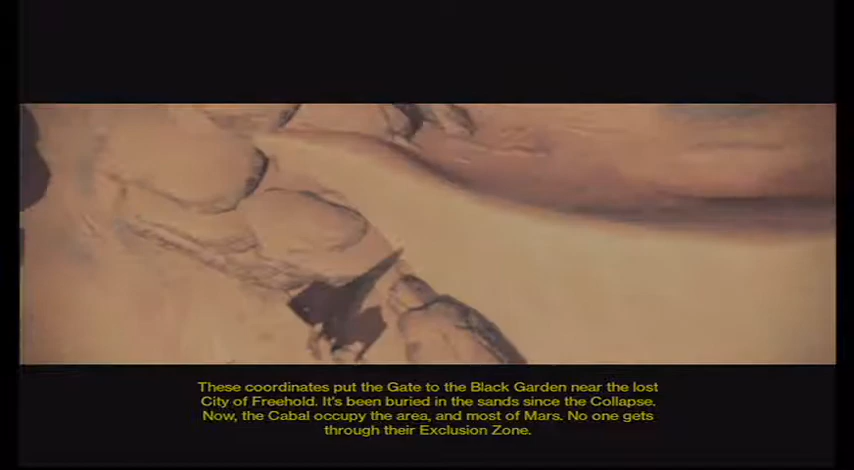 These coordinates put the Gate to the Black Garden near the lost
City of Freehold. It's been buried in the sands since the Collapse.
Now, the Cabal occupy the area, and most of Mars. No one gets
through their Exclusion Zone.